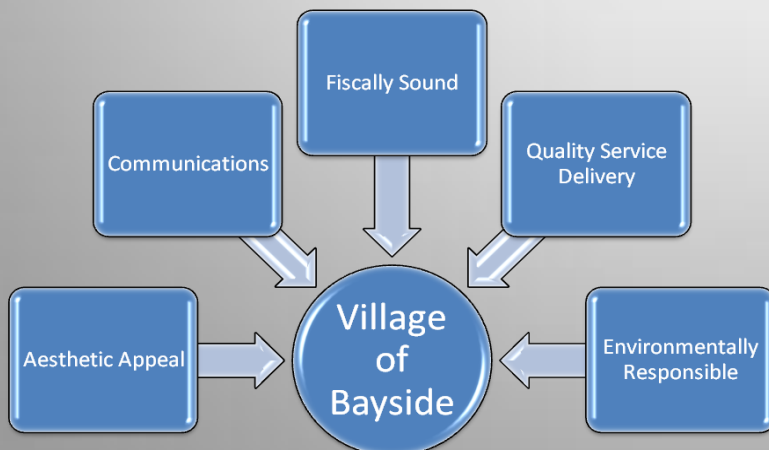 Fiscally Sound
Communications
Quality Service
Delivery
Aesthetic Appeal
Village
of
Bayside
Environmentally
Responsible